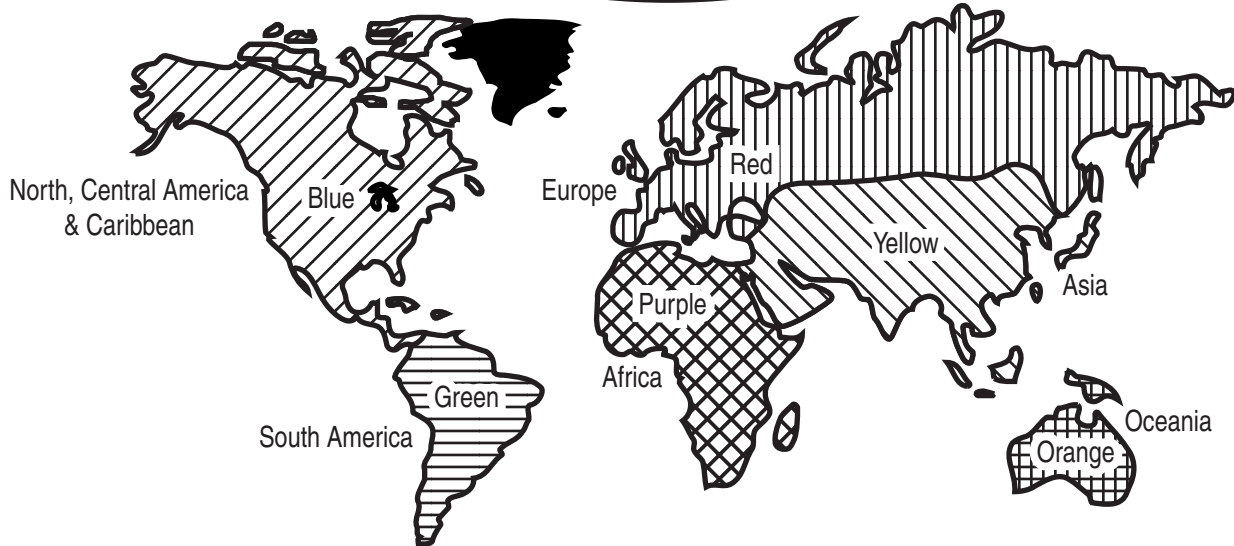 Red
Europe
North, Central America
& Caribbean
Blue
Yellow
Asia
Purple
Africa
Green
South America
Oceania
Orange